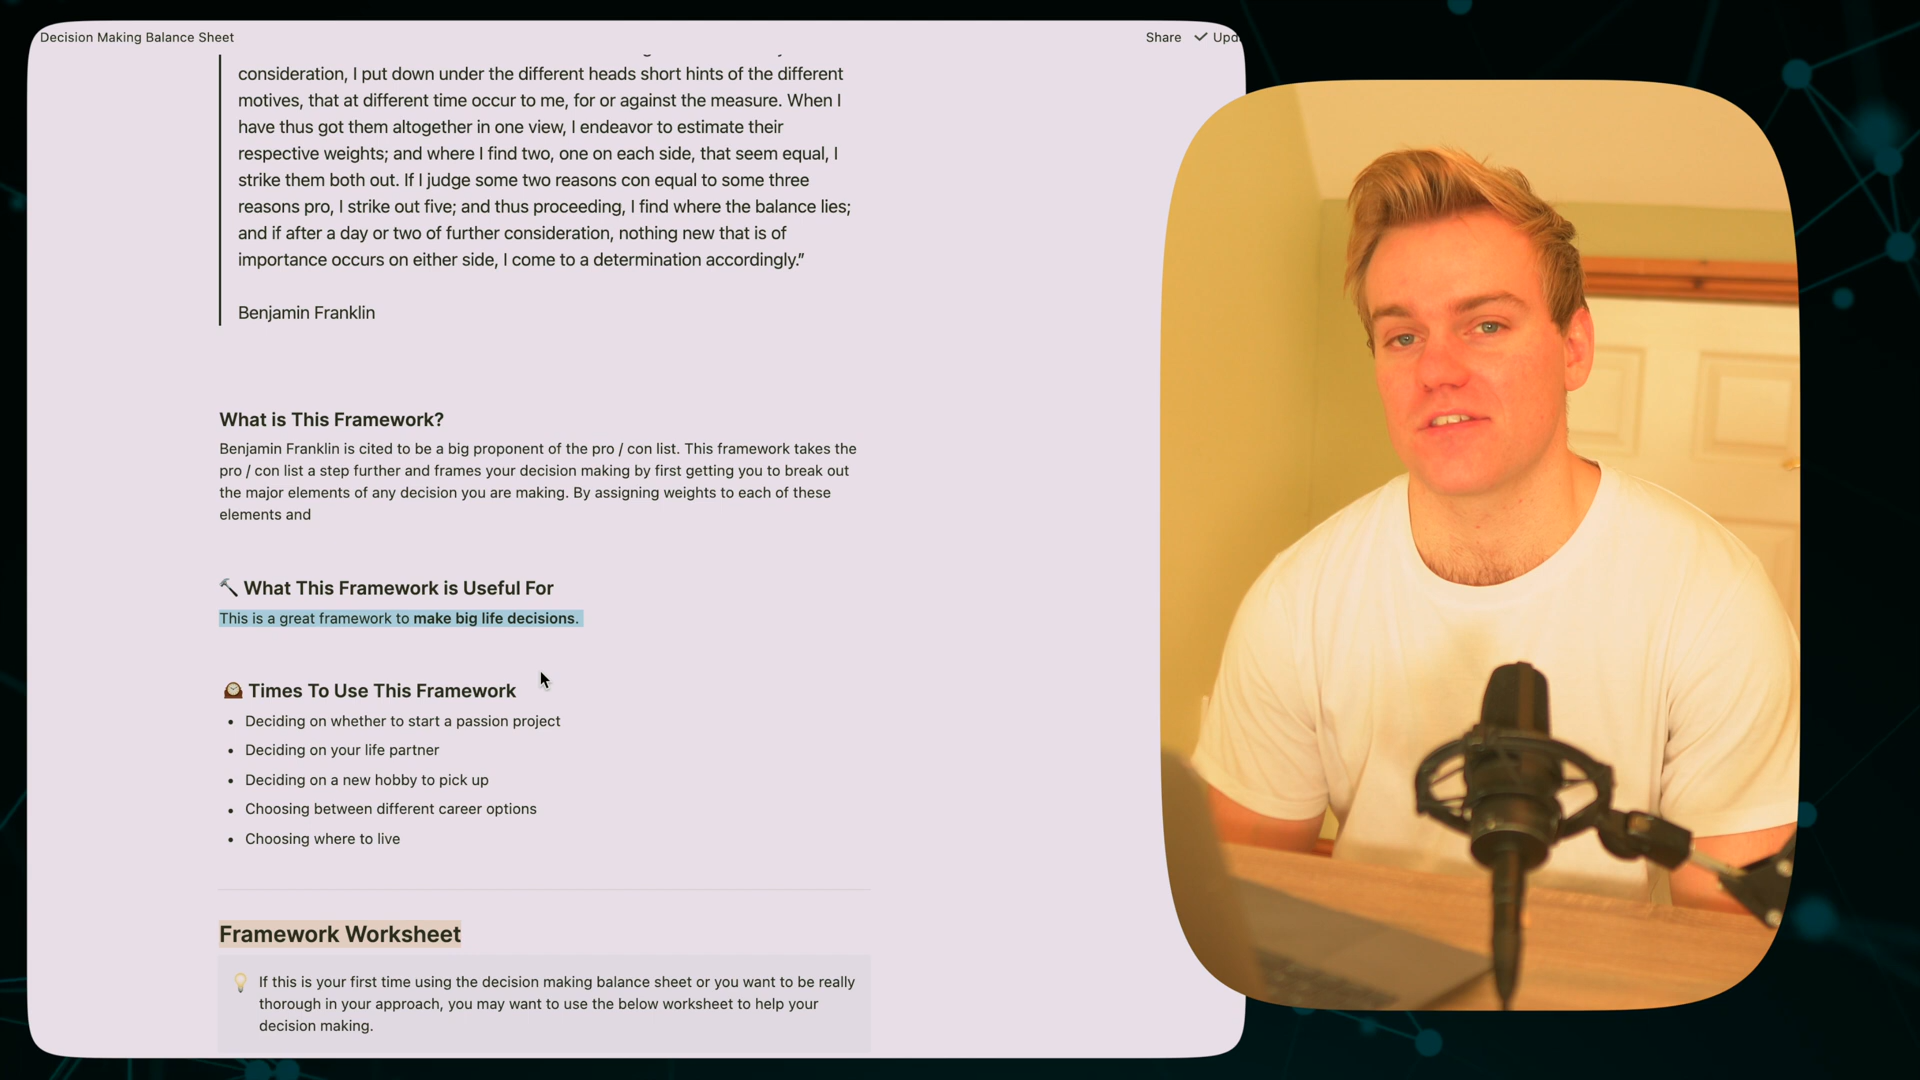 Decision Making Balance Sheet
Share
consideration, I put down under the different heads short hints of the different
motives, that at different time occur to me, for or against the measure. When I
have thus got them altogether in one view, I endeavor to estimate their
respective weights; and where I find two, one on each side, that seem equal, I
strike them both out. If I judge some two reasons con equal to some three
reasons pro, I strike out five; and thus proceeding, I find where the balance lies;
and if after a day or two of further consideration, nothing new that is of
importance occurs on either side, I come to a determination accordingly.”
Benjamin Franklin
What is This Framework?
Benjamin Franklin is cited to be a big proponent of the pro / con list. This framework takes the
pro / con list a step further and frames your decision making by first getting you to break out
the major elements of any decision you are making. By assigning weights to each of these
elements and
What This Framework is Useful For
This is a great framework to make big life decisions.
Times To Use This Framework
• Deciding on whether to start a passion project
• Deciding on your life partner
• Deciding on a new hobby to pick up
• Choosing between different career options
• Choosing where to live
Framework Worksheet
If this is your first time using the decision making balance sheet or you want to be really
thorough in your approach, you may want to use the below worksheet to help your
decision making.